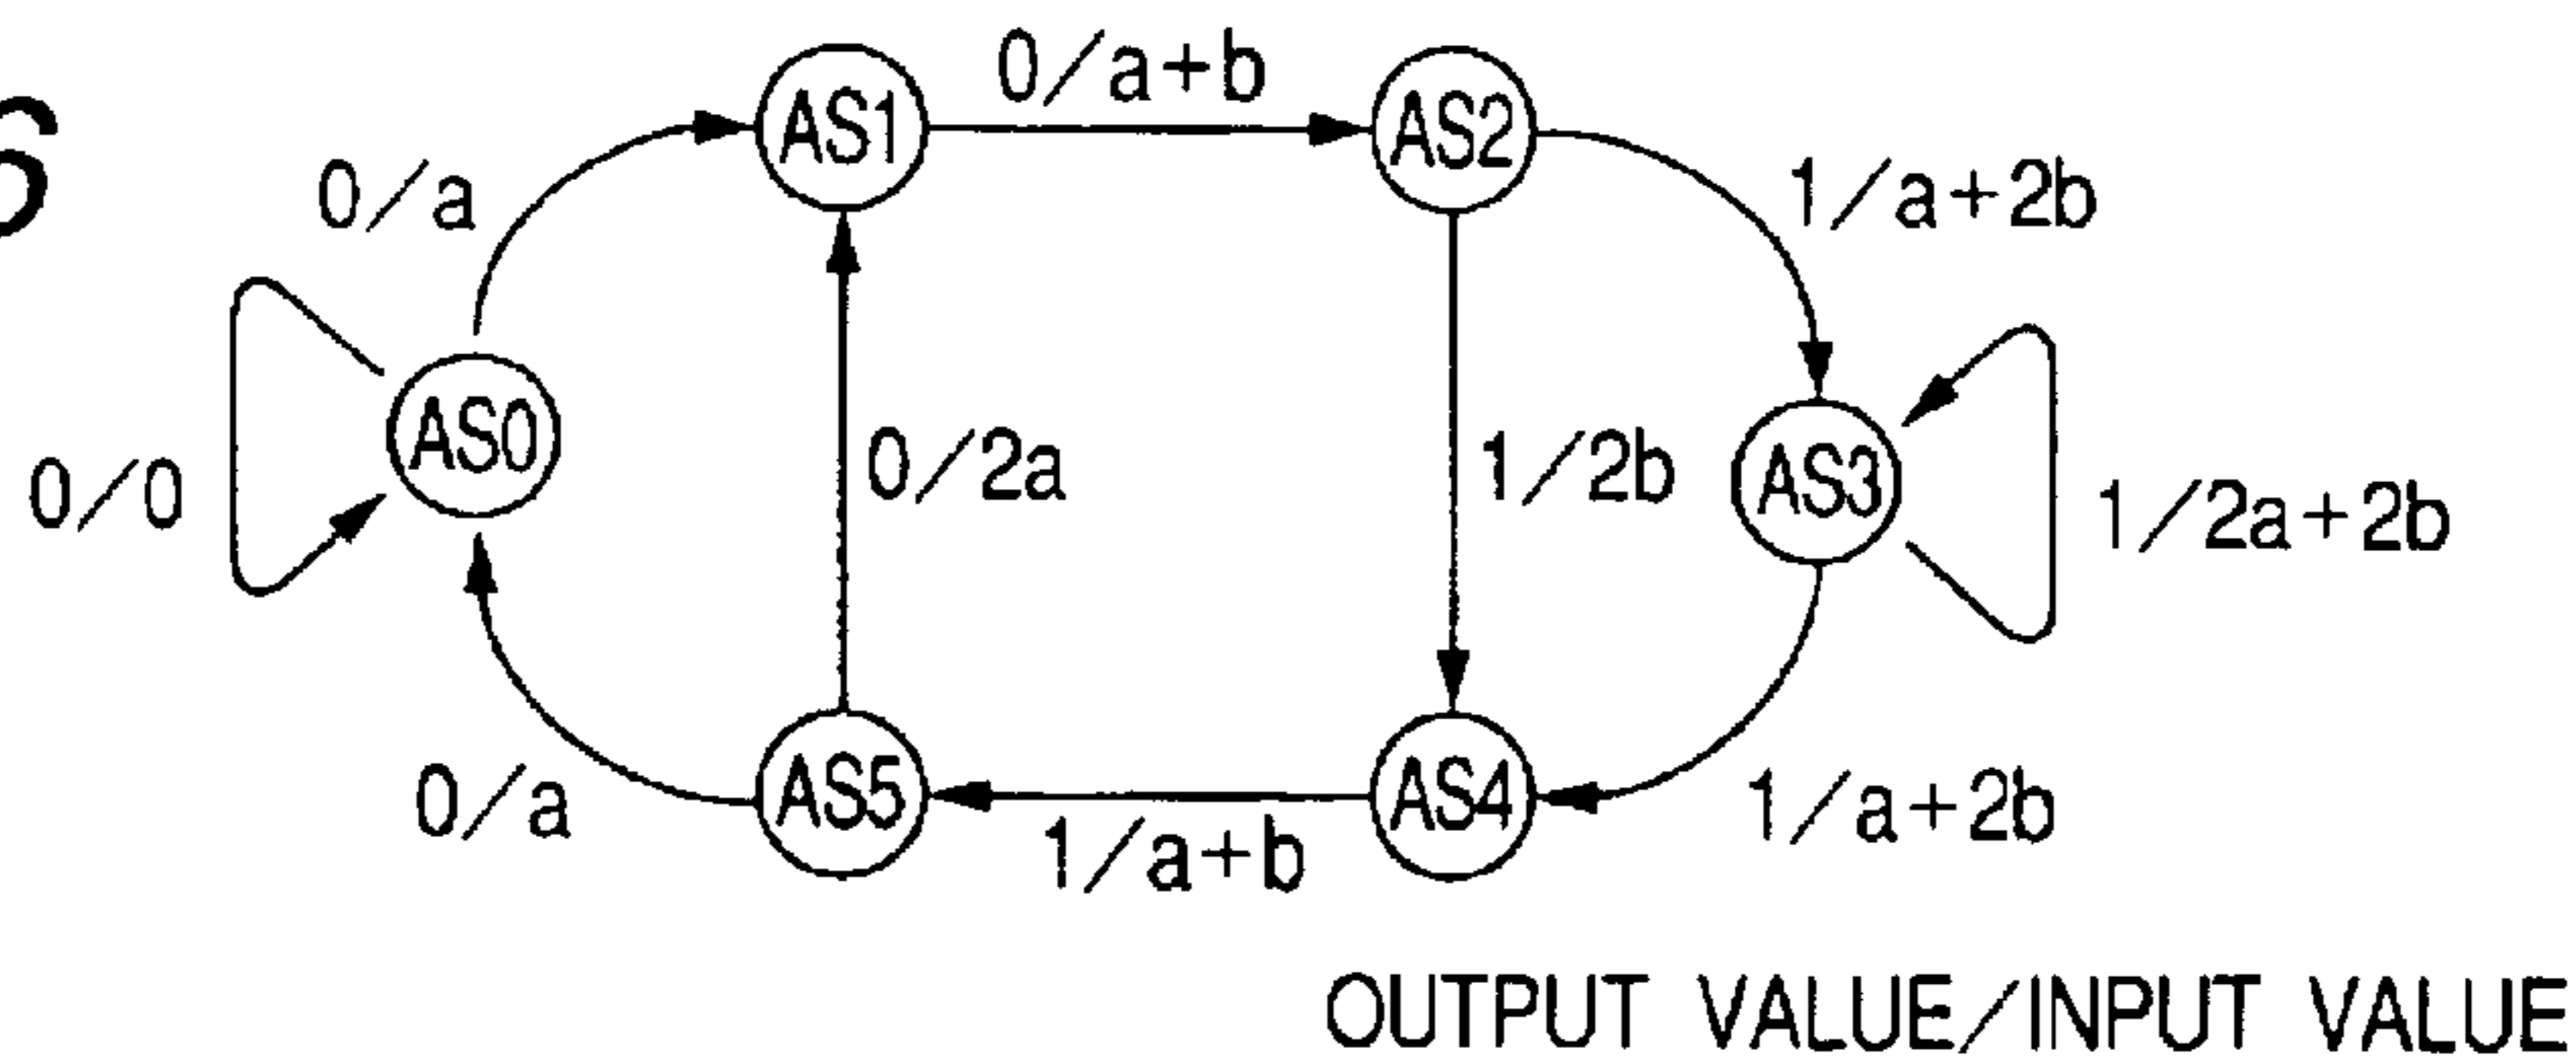 6
0/a+b
AS1
AS2
0/a
1/a+2b
AS0
0/2a
1/2b
AS3
0/0
1/2a+2b
0/a
AS5
AS4
1/a+2b
1/a+b
OUTPUT VALUE/INPUT VALUE